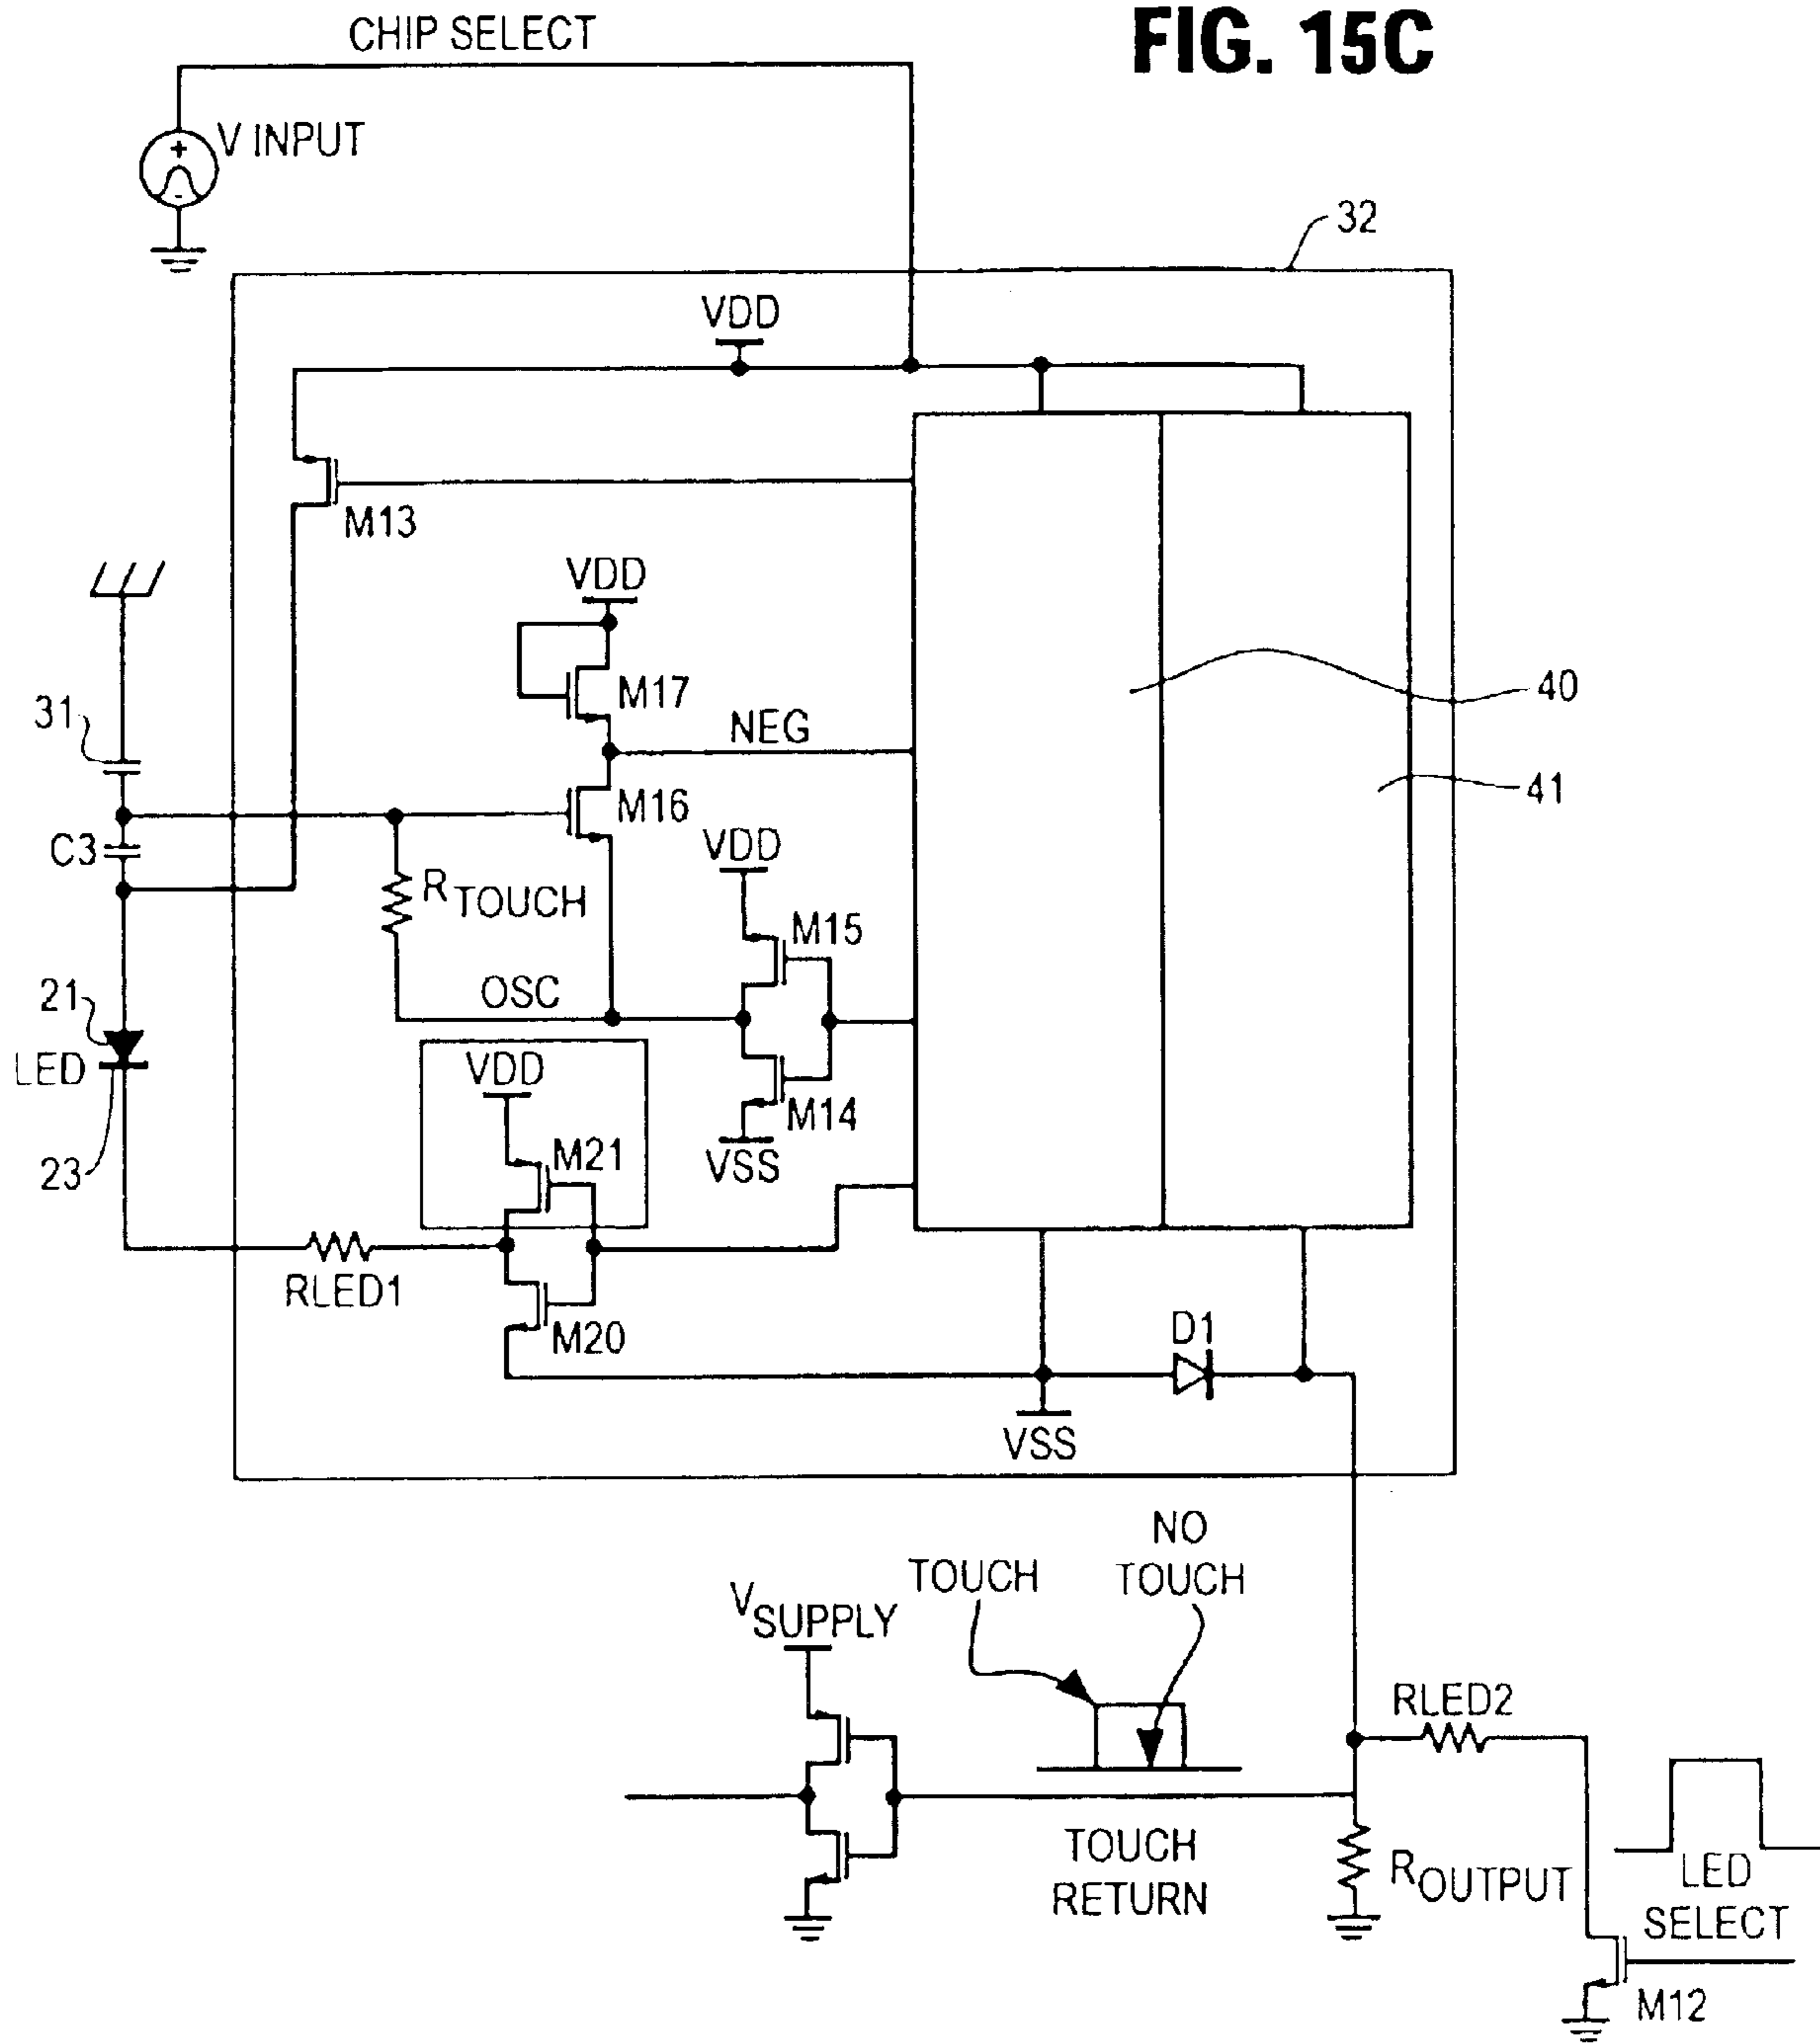 FIG. 15C
CHIP SELECT
+
V INPUT
-
32
VDD
M13
VDD
M17
NEG
40
31
M16
41
C3
VDD
R TOUCH
M15
OSC
21
LED
VDD
M14
M21
VSS
23
RLED1
M20
D1
VSS
NO
TOUCH
TOUCH
V SUPPLY
RLED2
TOUCH
RETURN
R OUTPUT
LED
SELECT
M12